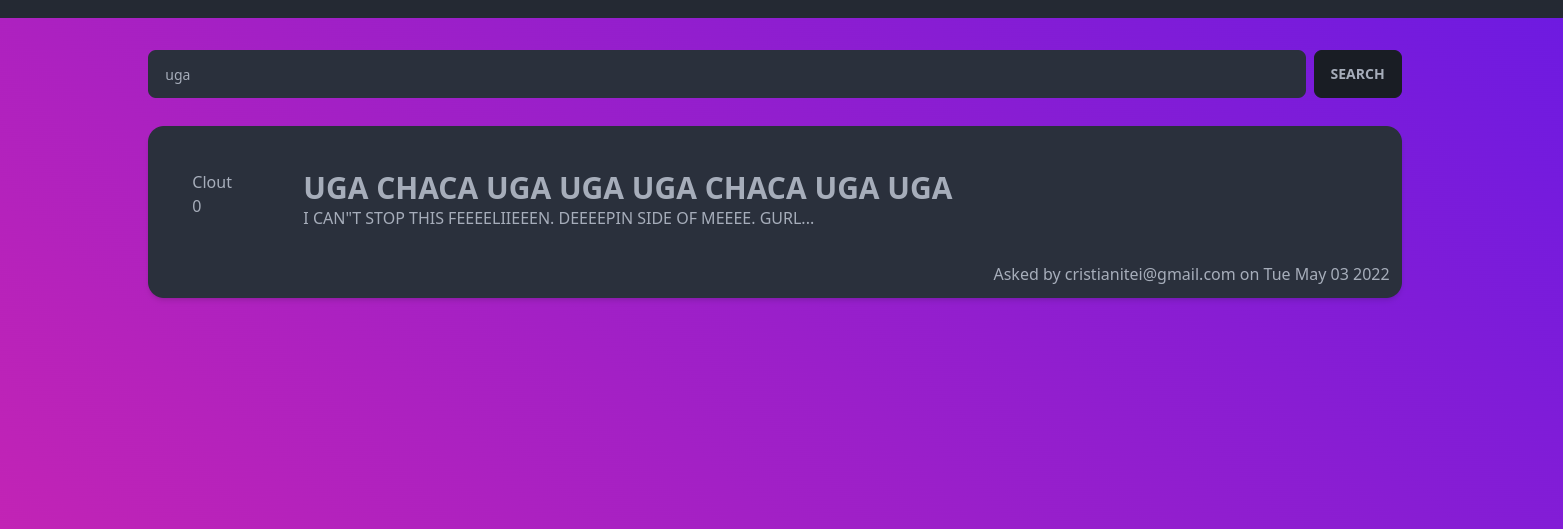 uga
SEARCH
Clout
0
UGA CHACA UGA UGA UGA CHACA UGA UGA
I CAN"T STOP THIS FEEEELIIEEEN. DEEEEPIN SIDE OF MEEEE. GURL...
Asked by cristianitei@gmail.com on Tue May 03 2022